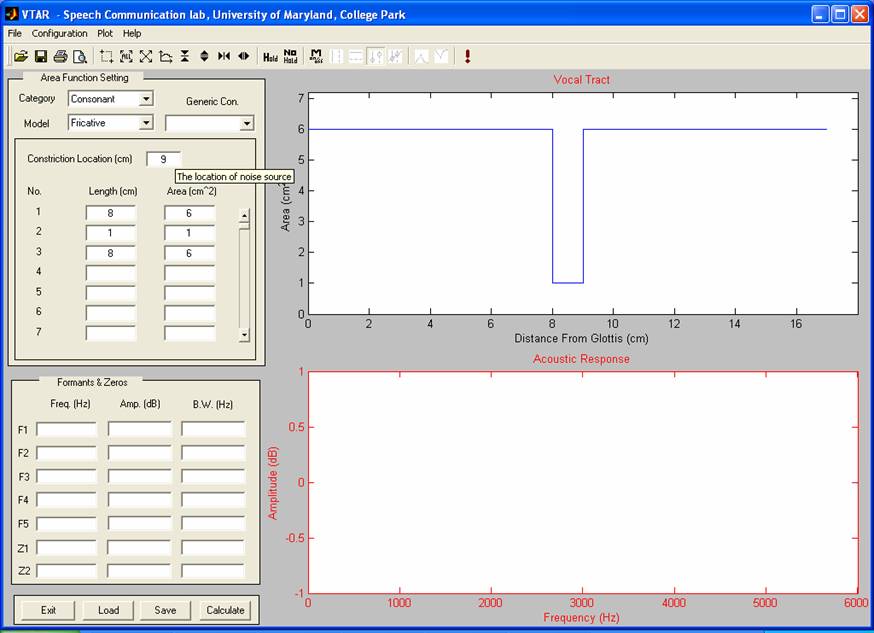 VTAR - Speech Communication lab, University of Maryland, College Park
File Configuration Plot Help
Hold No Hold
Area Function Setting
Category Consonant Generic Con.
Model Fricative
Constriction Location (cm) 9
The location of noise source
No. Length (cm) Area (cm^2)
1 8 6
2 1 1
3 8 6
4
5
6
7
Vocal Tract
7
6
5
4
3
2
1
0
Area (cm^
0 2 4 6 8 10 12 14 16
Distance From Glottis (cm)
Formants & Zeros
Freq. (Hz) Amp. (dB) B.W. (Hz)
F1
F2
F3
F4
F5
Z1
Z2
Exit Load Save Calculate
Acoustic Response
1
0.5
0
-0.5
-1
Amplitude (dB)
0 1000 2000 3000 4000 5000 6000
Frequency (Hz)